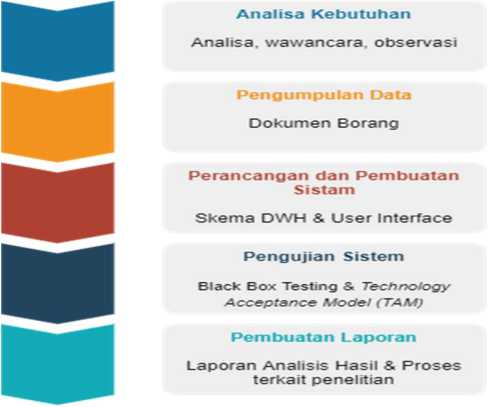 Analisa Kebutuhan
Analisa, wawancara, observasi
Pengumpulan Data
Dokumen Borang
Perancangan dan Pembuatan
Sistam
Skema DWH & User Interface
Pengujian Sistem
Black Box Testing & Technology
Acceptance Model (TAM)
Pembuatan Laporan
Laporan Analisis Hasil & Proses
terkait penelitian